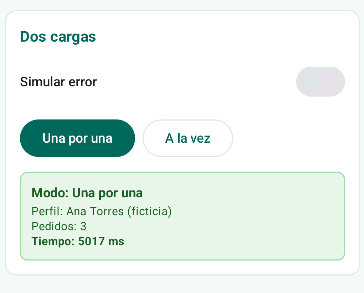 Dos cargas
Simular error
Una por una
A la vez
Modo: Una por una
Perfil: Ana Torres (ficticia)
Pedidos: 3
Tiempo: 5017 ms